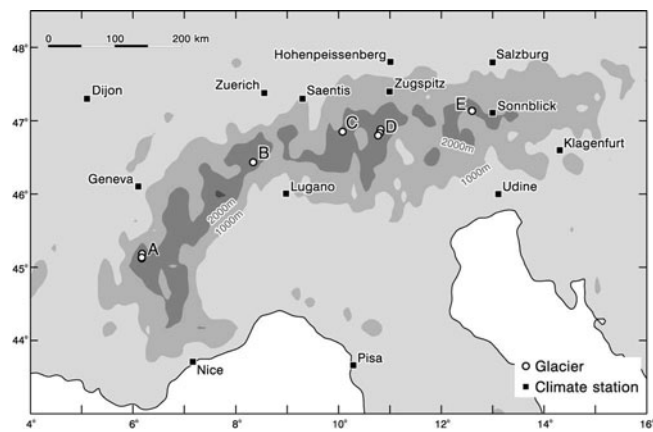 48°
47°
46°
45°
44°
0 100 200 km
Hohenpeissenberg
Salzburg
Dijon
Zuerich
Saentis
Zugspitz
E
Sonnblick
C
D
B
2000m
Klagenfurt
1000m
Geneva
Lugano
Udine
2000m
1000m
A
Nice
Pisa
Glacier
Climate station
4° 6° 8° 10° 12° 14° 16°